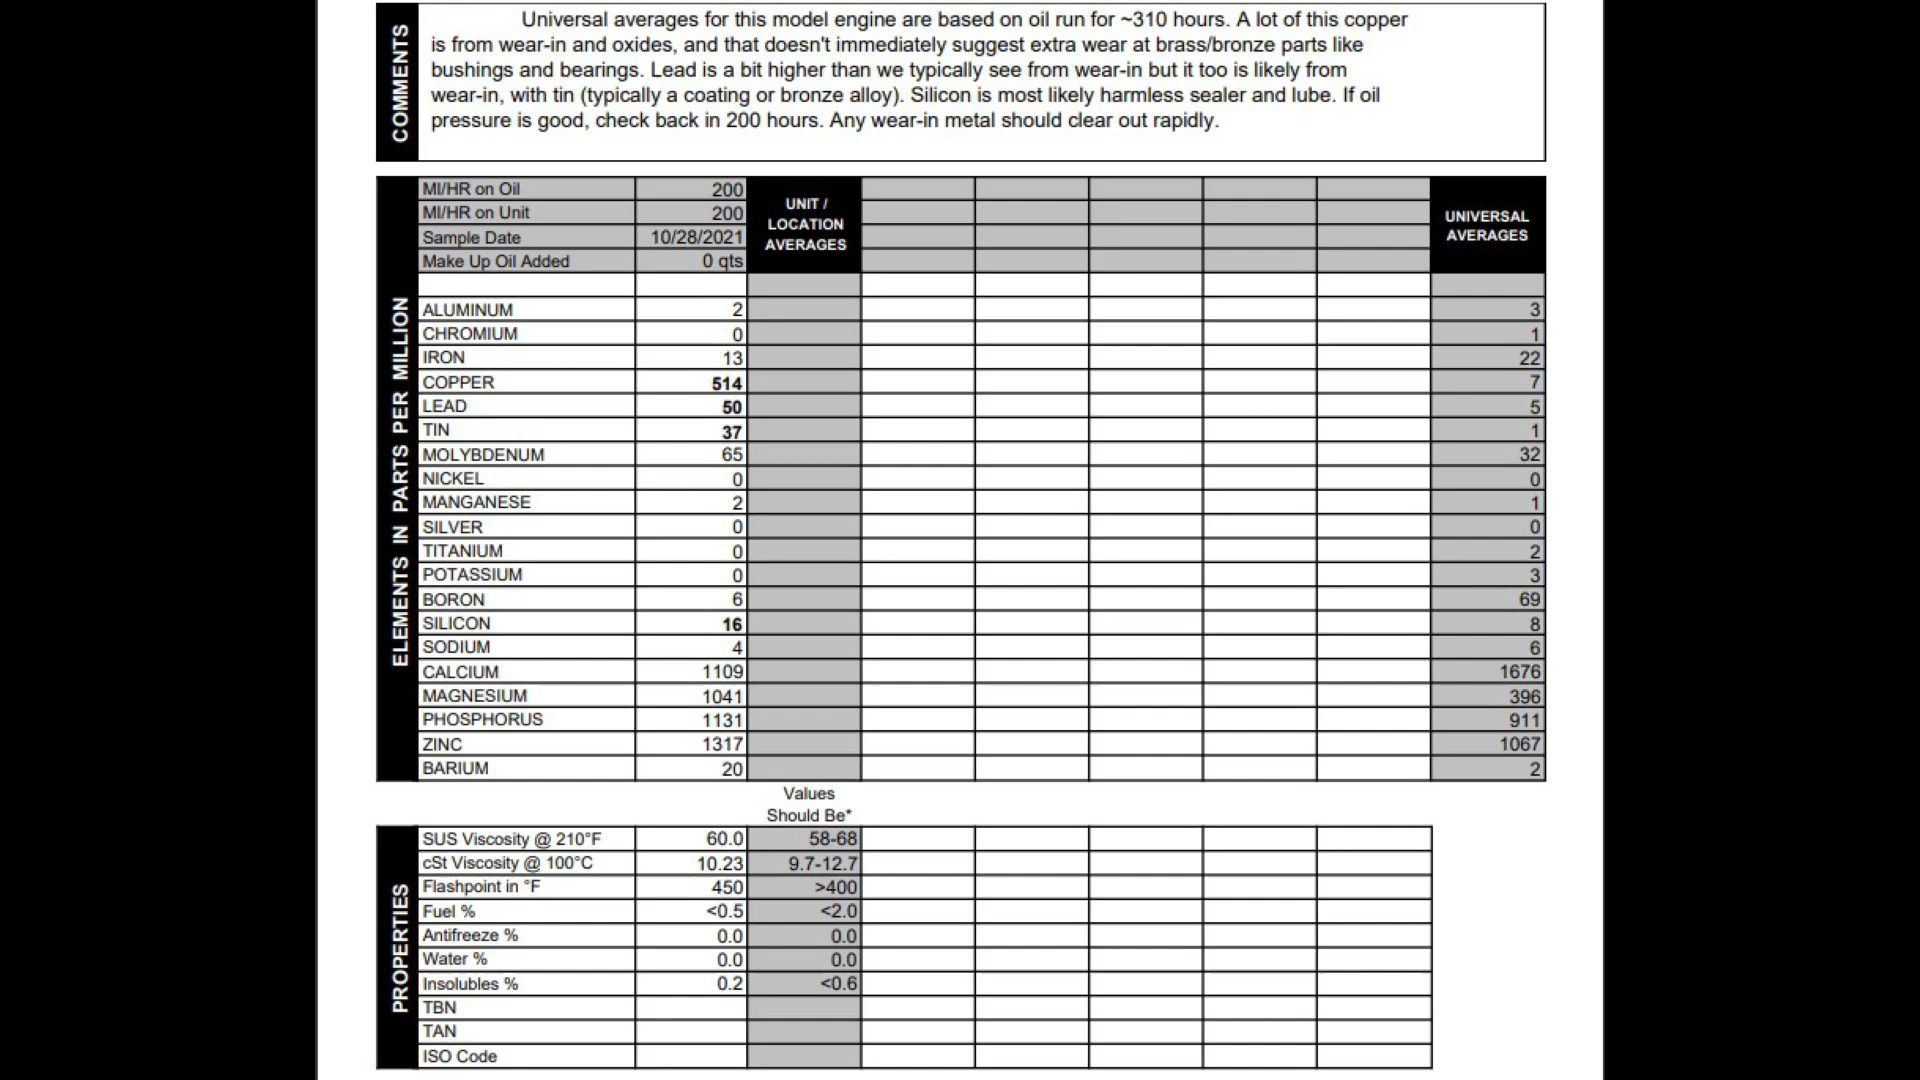 COMMENTS
Universal averages for this model engine are based on oil run for ~310 hours. A lot of this copper
is from wear-in and oxides, and that doesn't immediately suggest extra wear at brass/bronze parts like
bushings and bearings. Lead is a bit higher than we typically see from wear-in but it too is likely from
wear-in, with tin (typically a coating or bronze alloy). Silicon is most likely harmless sealer and lube. If oil
pressure is good, check back in 200 hours. Any wear-in metal should clear out rapidly.
MI/HR on Oil 200
MI/HR on Unit 200
Sample Date 10/28/2021
Make Up Oil Added 0 qts
UNIT /
LOCATION
AVERAGES
UNIVERSAL
AVERAGES
ELEMENTS IN PARTS PER MILLION
ALUMINUM 2 3
CHROMIUM 0 1
IRON 13 22
COPPER 514 7
LEAD 50 5
TIN 37 1
MOLYBDENUM 65 32
NICKEL 0 0
MANGANESE 2 1
SILVER 0 0
TITANIUM 0 2
POTASSIUM 0 3
BORON 6 69
SILICON 16 8
SODIUM 4 6
CALCIUM 1109 1676
MAGNESIUM 1041 396
PHOSPHORUS 1131 911
ZINC 1317 1067
BARIUM 20 2
Values
Should Be*
PROPERTIES
SUS Viscosity @ 210°F 60.0 58-68
cSt Viscosity @ 100°C 10.23 9.7-12.7
Flashpoint in °F 450 >400
Fuel % <0.5 <2.0
Antifreeze % 0.0 0.0
Water % 0.0 0.0
Insolubles % 0.2 <0.6
TBN
TAN
ISO Code